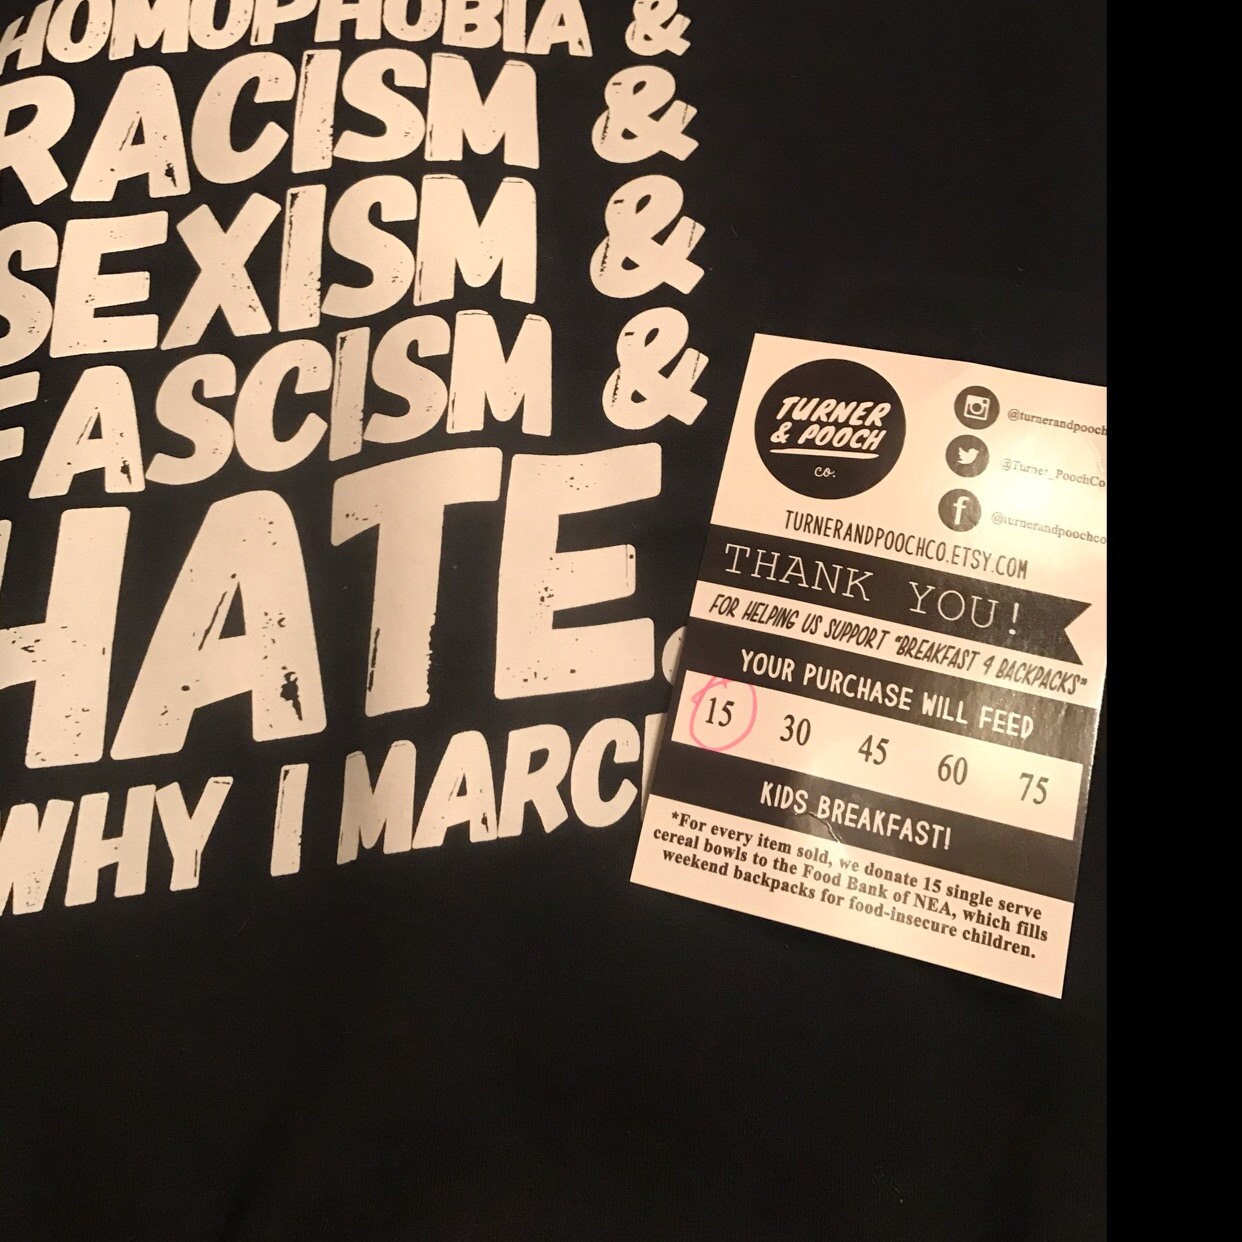 HOMOPHOBIA &
RACISM &
SEXISM &
FASCISM &
HATE.
WHY I MARC
TURNER
& POOCH
co.
@turnerandpooch
@Turner_PoochCo
@turnerandpoochco
TURNERANDPOOCHCO.ETSY.COM
THANK YOU!
FOR HELPING US SUPPORT "BREAKFAST 4 BACKPACKS"
YOUR PURCHASE WILL FEED
15 30 45 60 75
KIDS BREAKFAST!
*For every item sold, we donate 15 single serve
cereal bowls to the Food Bank of NEA, which fills
weekend backpacks for food-insecure children.